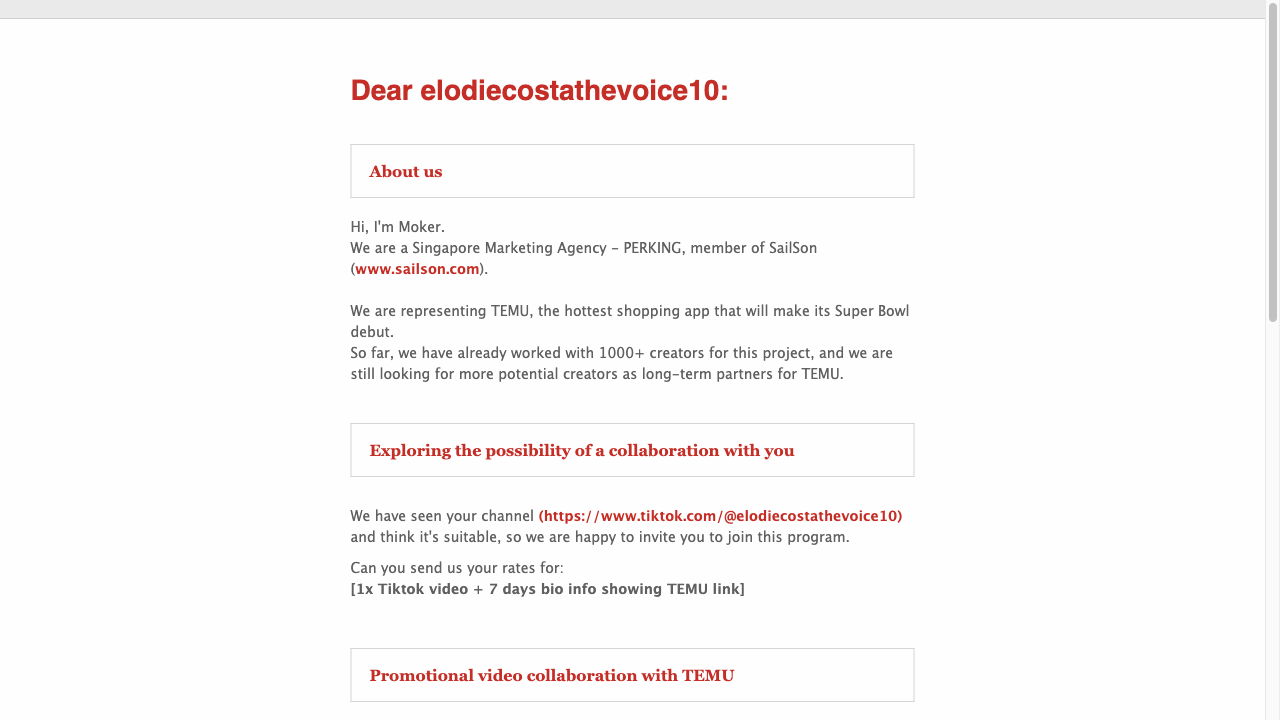 Dear elodiecostathevoice10:
About us
Hi, I'm Moker.
We are a Singapore Marketing Agency - PERKING, member of SailSon
(www.sailson.com).
We are representing TEMU, the hottest shopping app that will make its Super Bowl
debut.
So far, we have already worked with 1000+ creators for this project, and we are
still looking for more potential creators as long-term partners for TEMU.
Exploring the possibility of a collaboration with you
We have seen your channel (https://www.tiktok.com/@elodiecostathevoice10)
and think it's suitable, so we are happy to invite you to join this program.
Can you send us your rates for:
[1x Tiktok video + 7 days bio info showing TEMU link]
Promotional video collaboration with TEMU